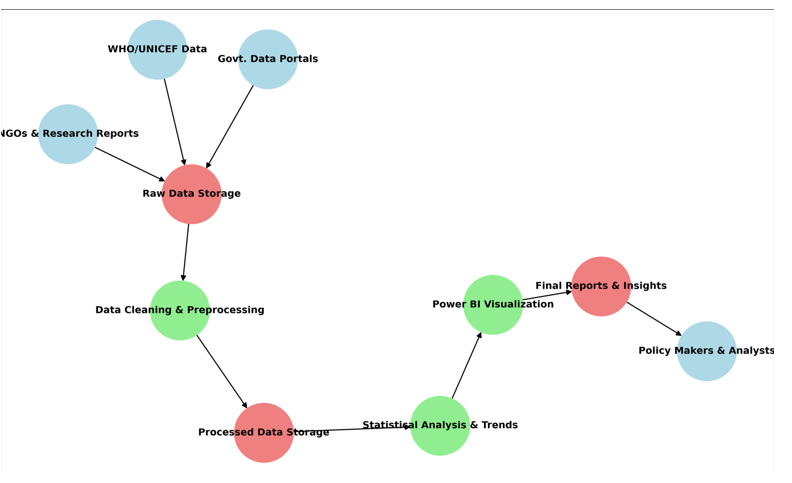 WHO/UNICEF Data
Govt. Data Portals
NGOs & Research Reports
Raw Data Storage
Data Cleaning & Preprocessing
Processed Data Storage
Statistical Analysis & Trends
Power BI Visualization
Final Reports & Insights
Policy Makers & Analysts